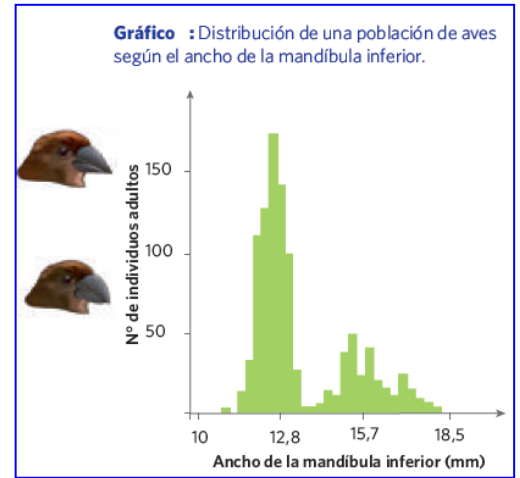 Gráfico : Distribución de una población de aves
según el ancho de la mandíbula inferior.
N° de individuos adultos
150
100
50
10 12,8 15,7 18,5
Ancho de la mandíbula inferior (mm)